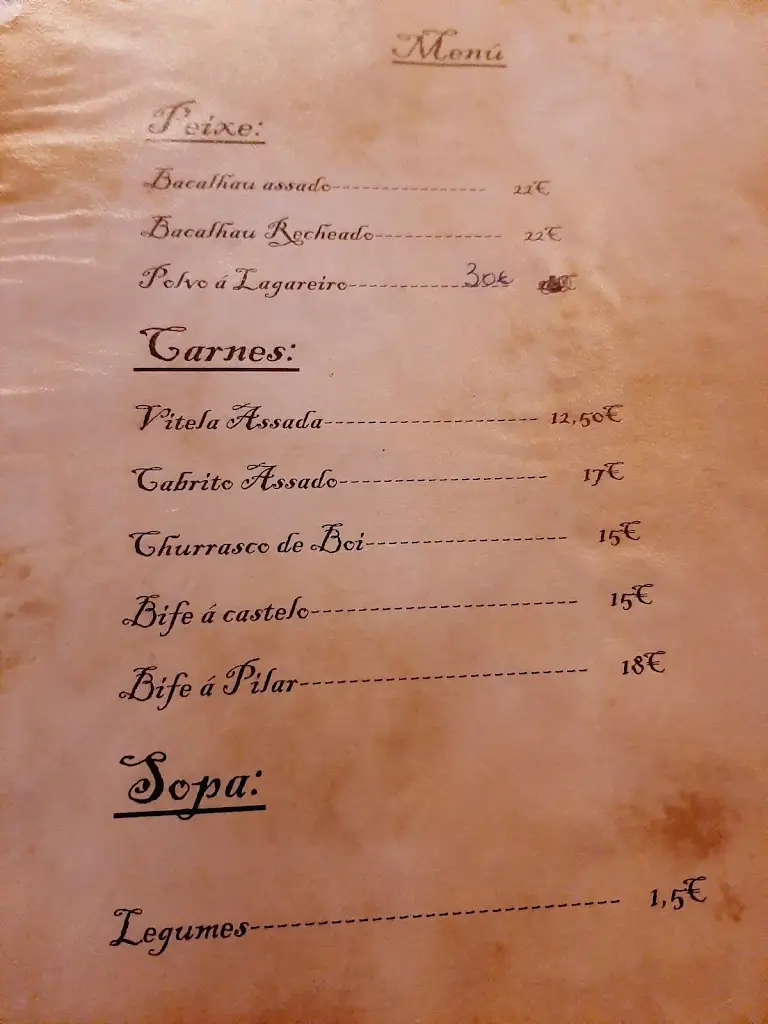 Menú
Peixe:
Bacalhau assado---------------- 22€
Bacalhau Recheado------------- 22€
Polvo á Lagareiro---------------- 30€
Carnes:
Vitela Assada--------------------- 12,50€
Cabrito Assado-------------------- 17€
Churrasco de Boi------------------- 15€
Bife á castelo------------------------- 15€
Bife á Pilar--------------------------- 18€
Sopa:
Legumes------------------------------- 1,5€